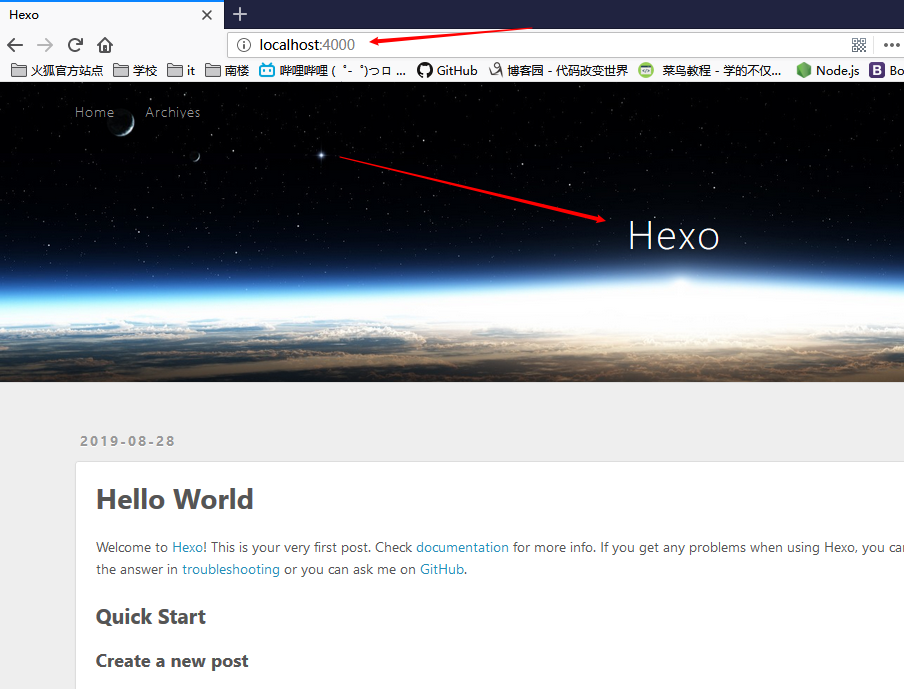 Hexo
localhost:4000
火狐官方站点 学校 it 南楼 哔哩哔哩 ( ゜- ゜)つロ ... GitHub 博客园 - 代码改变世界 菜鸟教程 - 学的不仅... Node.js Bo
Home Archives
Hexo
2019-08-28
Hello World
Welcome to Hexo! This is your very first post. Check documentation for more info. If you get any problems when using Hexo, you can
the answer in troubleshooting or you can ask me on GitHub.
Quick Start
Create a new post